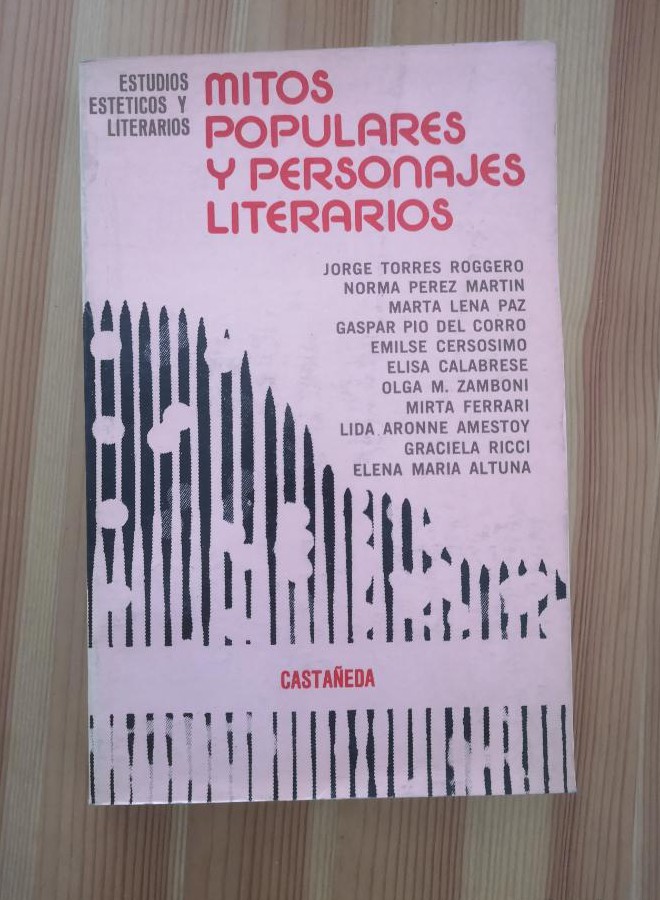 ESTUDIOS
ESTETICOS Y
LITERARIOS
MITOS
POPULARES
Y PERSONAJES
LITERARIOS
JORGE TORRES ROGGERO
NORMA PEREZ MARTIN
MARTA LENA PAZ
GASPAR PIO DEL CORRO
EMILSE CERSOSIMO
ELISA CALABRESE
OLGA M. ZAMBONI
MIRTA FERRARI
LIDA ARONNE AMESTOY
GRACIELA RICCI
ELENA MARIA ALTUNA
CASTAÑEDA